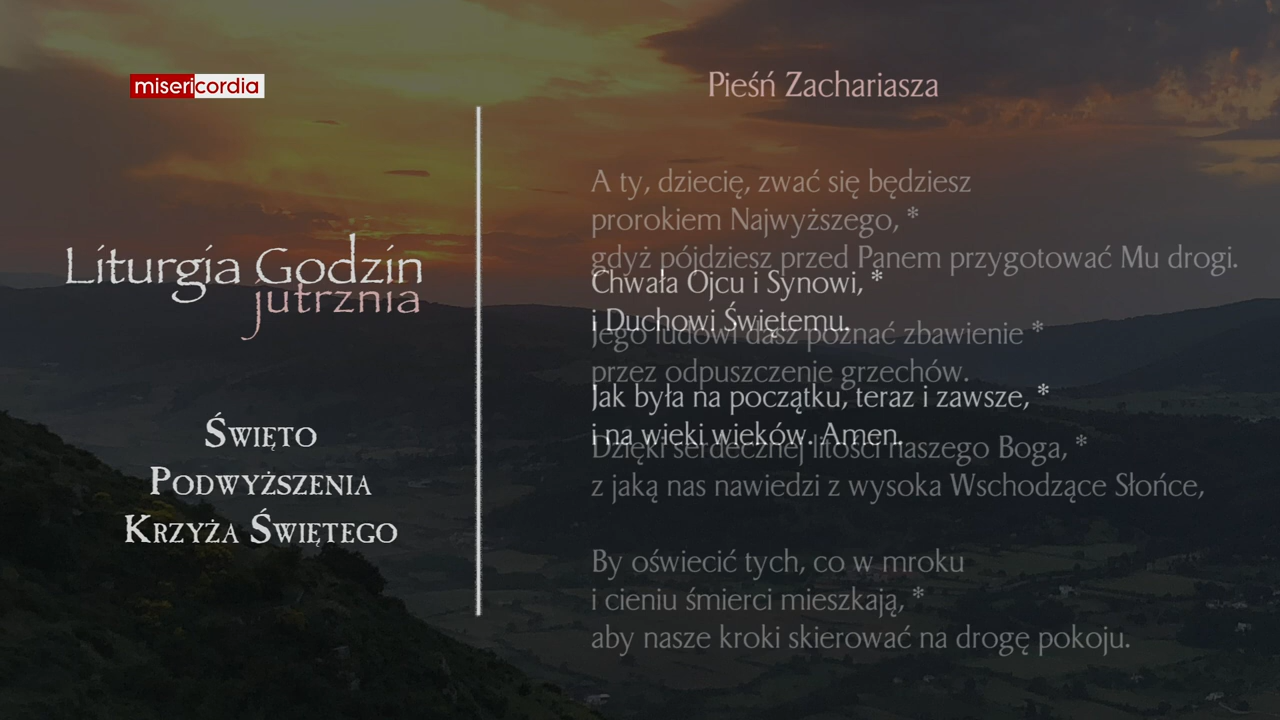 misericordia
Liturgia Godzin
jutrznia
Święto
Podwyższenia
Krzyża Świętego
Pieśń Zachariasza
A ty, dziecię, zwać się będziesz
prorokiem Najwyższego, *
gdyż pójdziesz przed Panem przygotować Mu drogi.
Chwała Ojcu i Synowi, *
i Duchowi Świętemu.
Jego ludowi dasz poznać zbawienie *
przez odpuszczenie grzechów.
Jak była na początku, teraz i zawsze, *
i na wieki wieków. Amen.
Dzięki serdecznej litości naszego Boga, *
z jaką nas nawiedzi z wysoka Wschodzące Słońce,
By oświecić tych, co w mroku
i cieniu śmierci mieszkają, *
aby nasze kroki skierować na drogę pokoju.